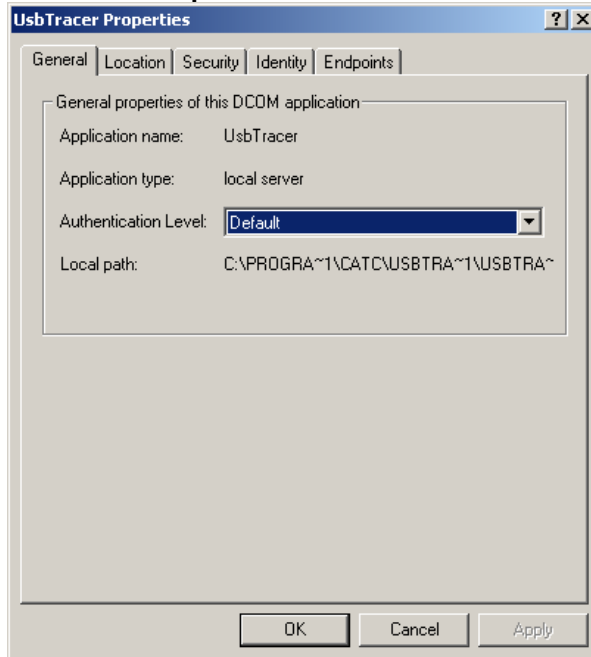 UsbTracer Properties
General Location Security Identity Endpoints
General properties of this DCOM application
Application name: UsbTracer
Application type: local server
Authentication Level: Default
Local path: C:\PROGRA~1\CATC\USBTRA~1\USBTRA~
OK Cancel Apply